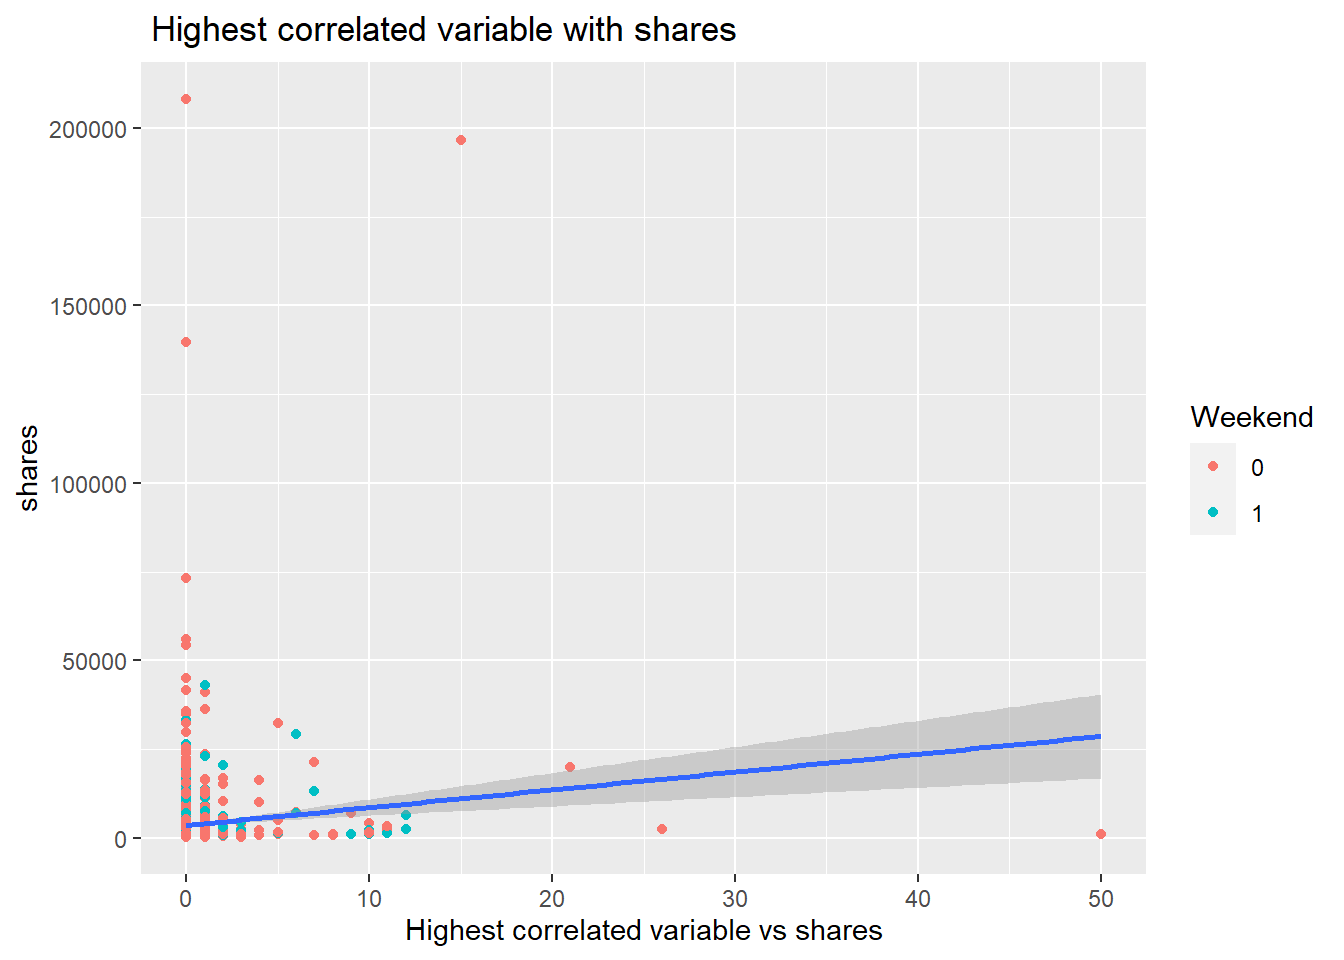 Highest correlated variable with shares
200000
150000
100000
50000
0
shares
0 10 20 30 40 50
Highest correlated variable vs shares
Weekend
0
1